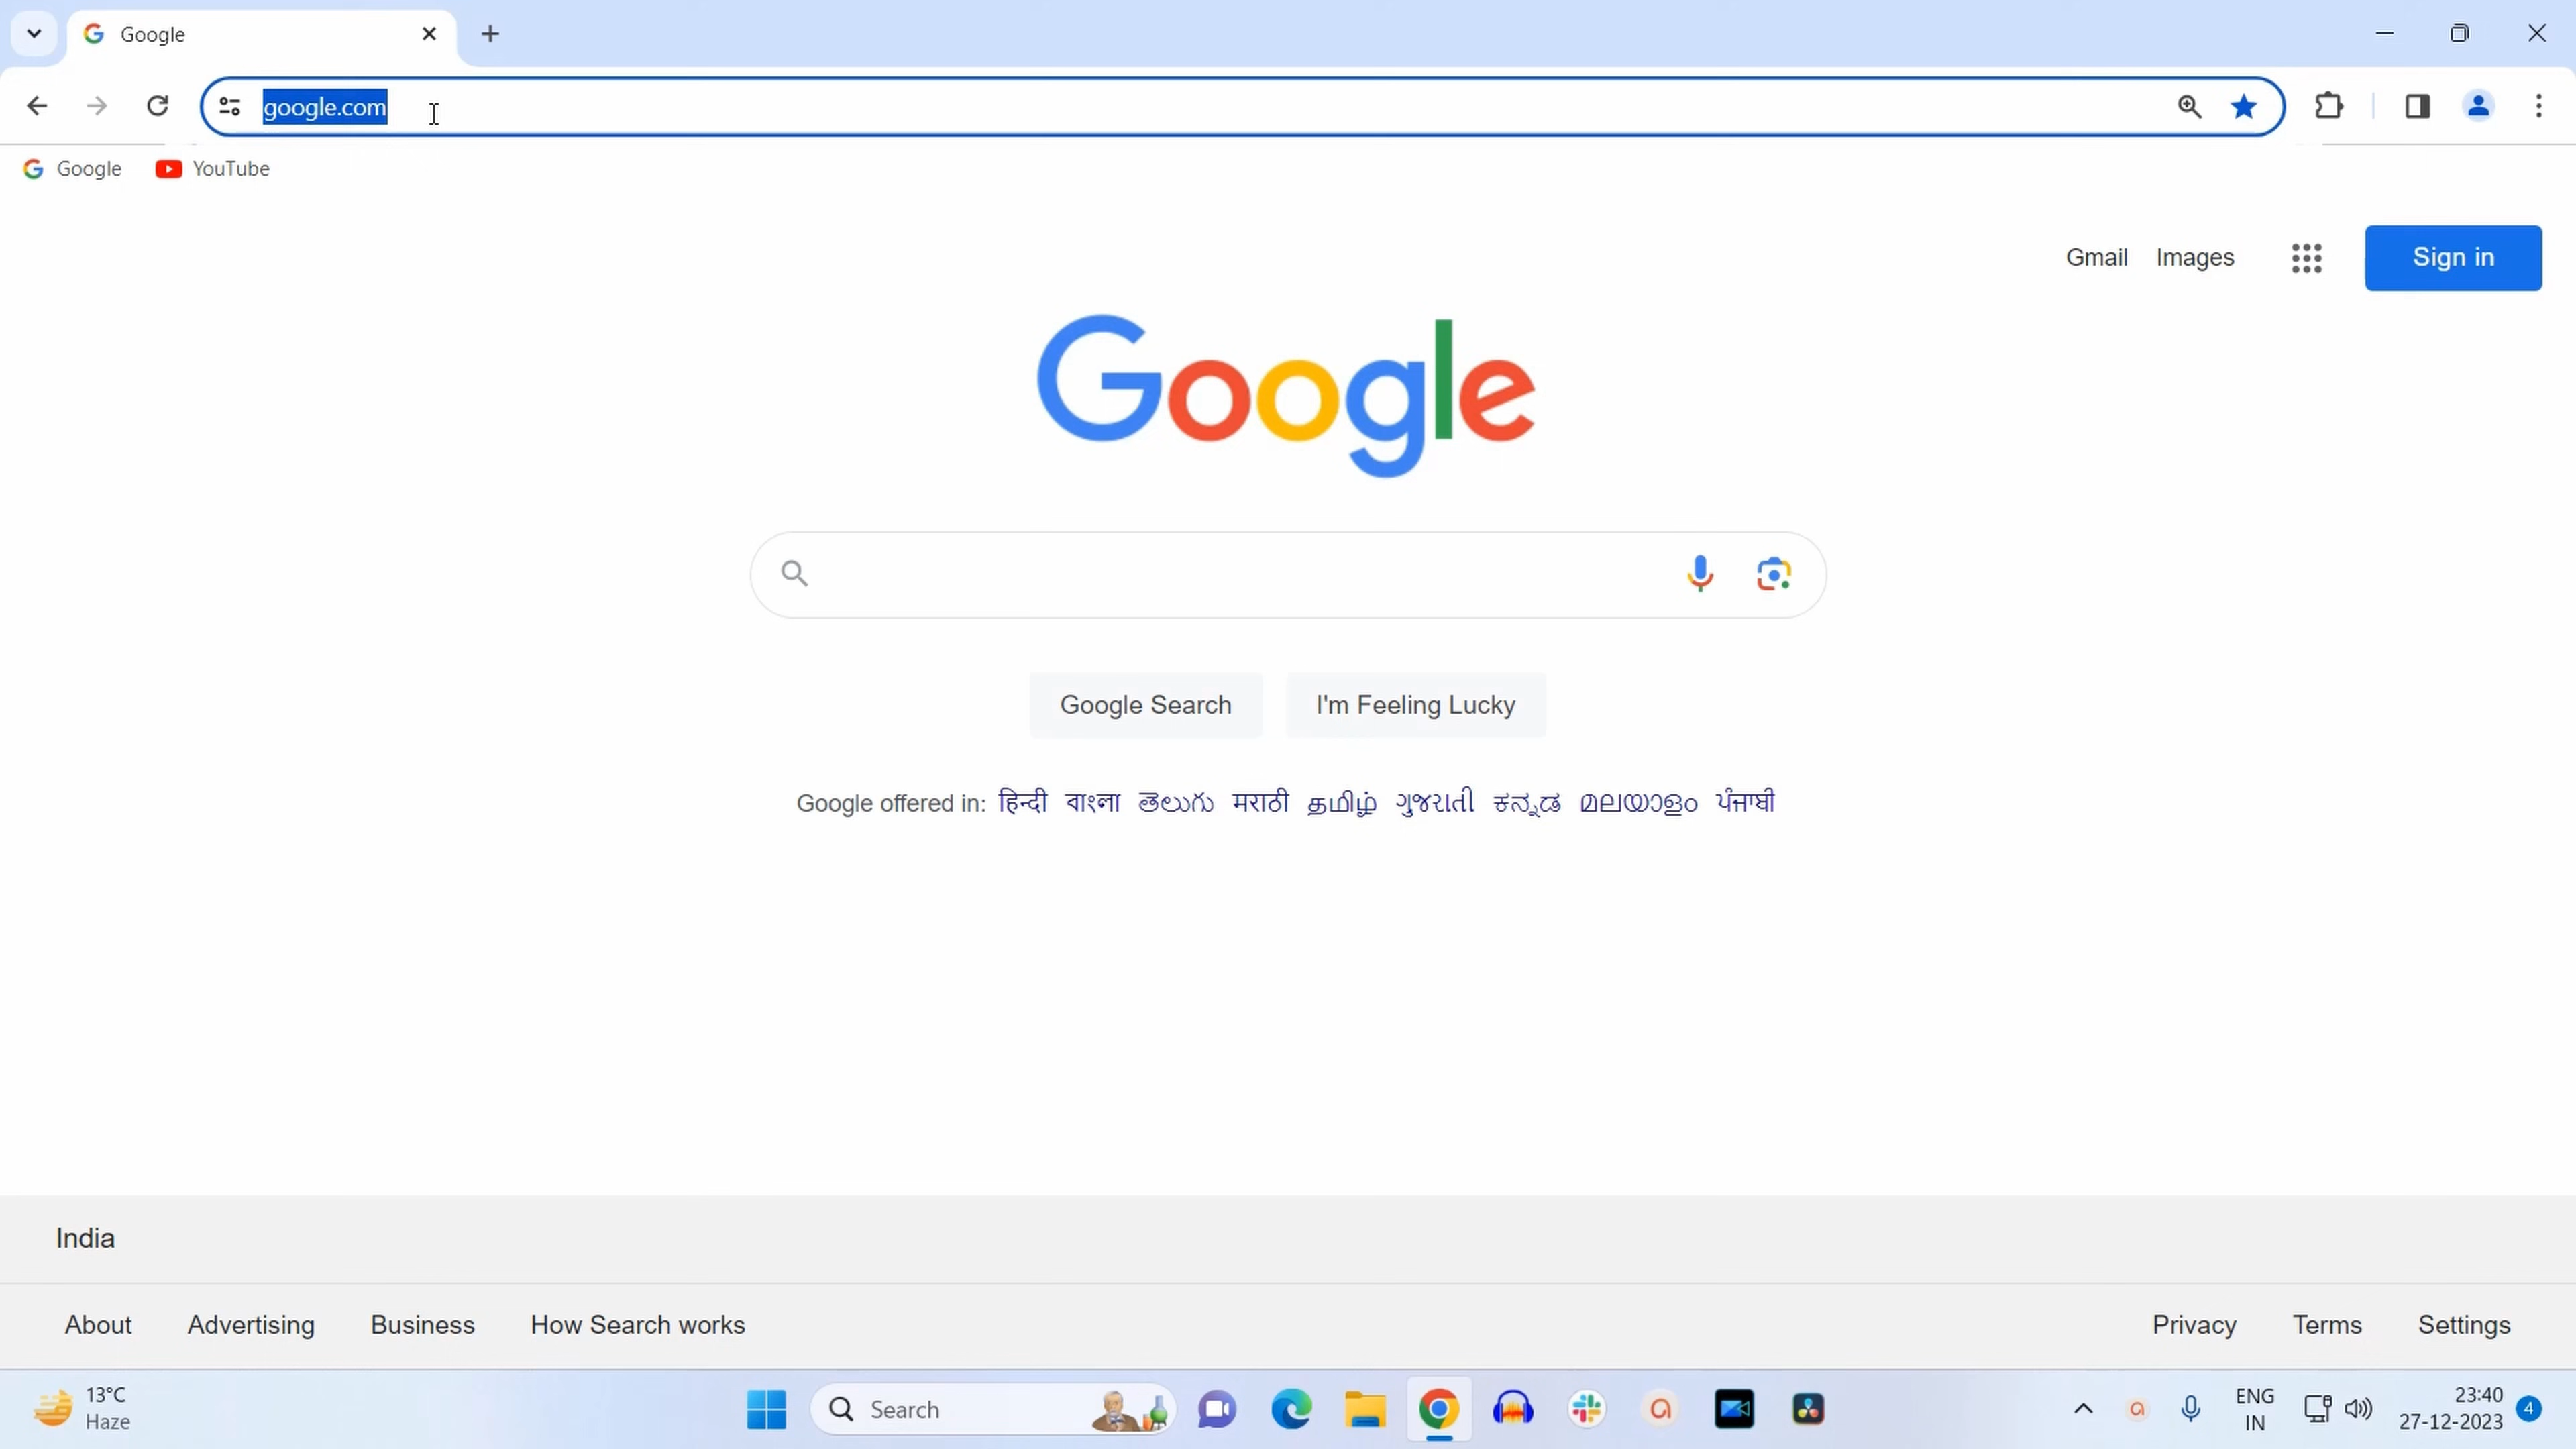 Google
google.com
Google YouTube
Gmail Images Sign in
Google
Google Search I'm Feeling Lucky
Google offered in: हिन्दी বাংলা తెలుగు मराठी தமிழ் ગુજરાતી ಕನ್ನಡ മലയാളം ਪੰਜਾਬੀ
India
About Advertising Business How Search works Privacy Terms Settings
13°C
Haze
Search
ENG
IN
23:40
27-12-2023
4